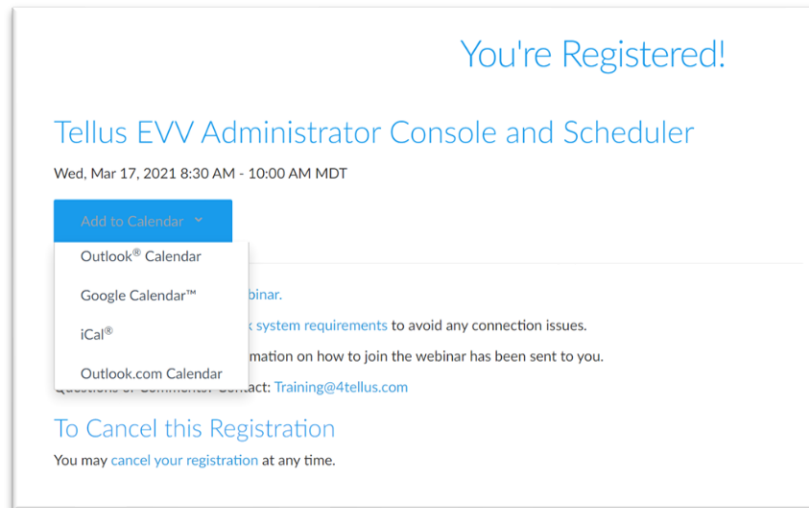 You're Registered!
Tellus EVV Administrator Console and Scheduler
Wed, Mar 17, 2021 8:30 AM - 10:00 AM MDT
Add to Calendar
Outlook® Calendar
Google Calendar™
binar.
iCal®
system requirements to avoid any connection issues.
mation on how to join the webinar has been sent to you.
Outlook.com Calendar
Contact: Training@4tellus.com
To Cancel this Registration
You may cancel your registration at any time.